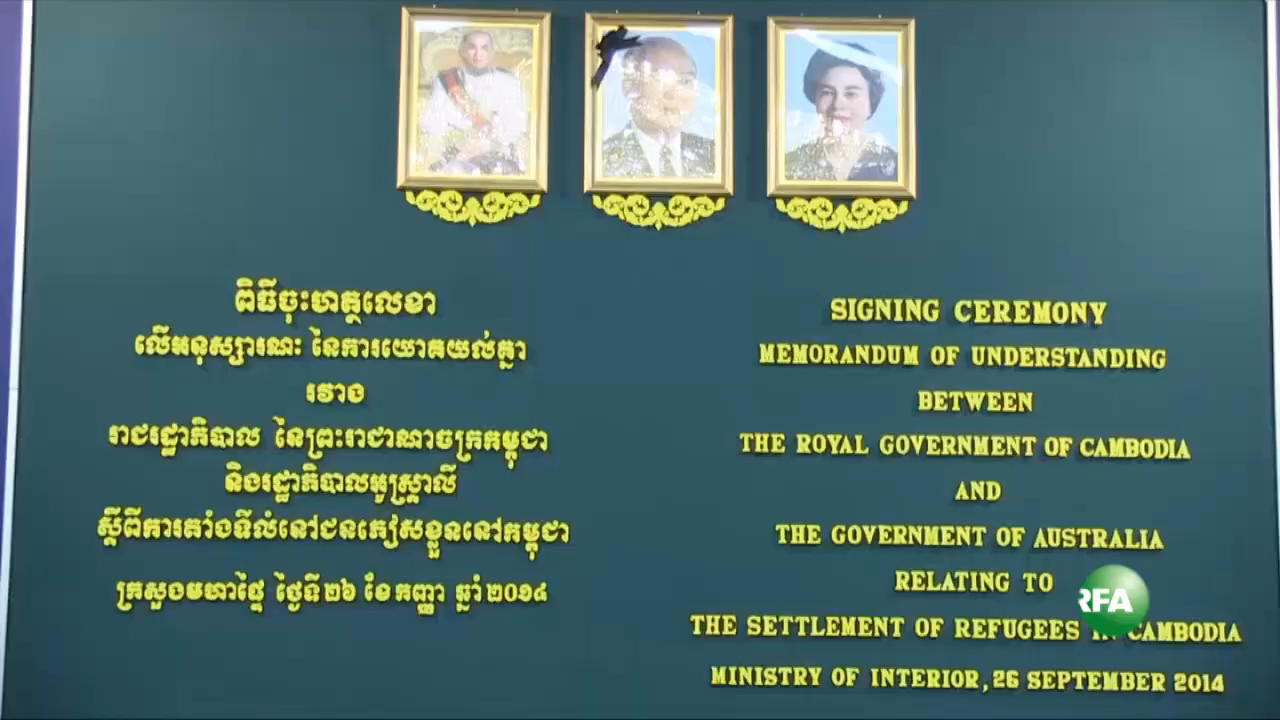 ពិធីចុះហត្ថលេខា
លើអនុស្សារណៈ នៃការយោគយល់គ្នា
រវាង
រាជរដ្ឋាភិបាល នៃព្រះរាជាណាចក្រកម្ពុជា
និងរដ្ឋាភិបាលអូស្ត្រាលី
ស្តីពីការតាំងទីលំនៅជនភៀសខ្លួននៅកម្ពុជា
ក្រសួងមហាផ្ទៃ ថ្ងៃទី២៦ ខែកញ្ញា ឆ្នាំ២០១៤
SIGNING CEREMONY
MEMORANDUM OF UNDERSTANDING
BETWEEN
THE ROYAL GOVERNMENT OF CAMBODIA
AND
THE GOVERNMENT OF AUSTRALIA
RELATING TO
THE SETTLEMENT OF REFUGEES IN CAMBODIA
MINISTRY OF INTERIOR, 26 SEPTEMBER 2014
RFA